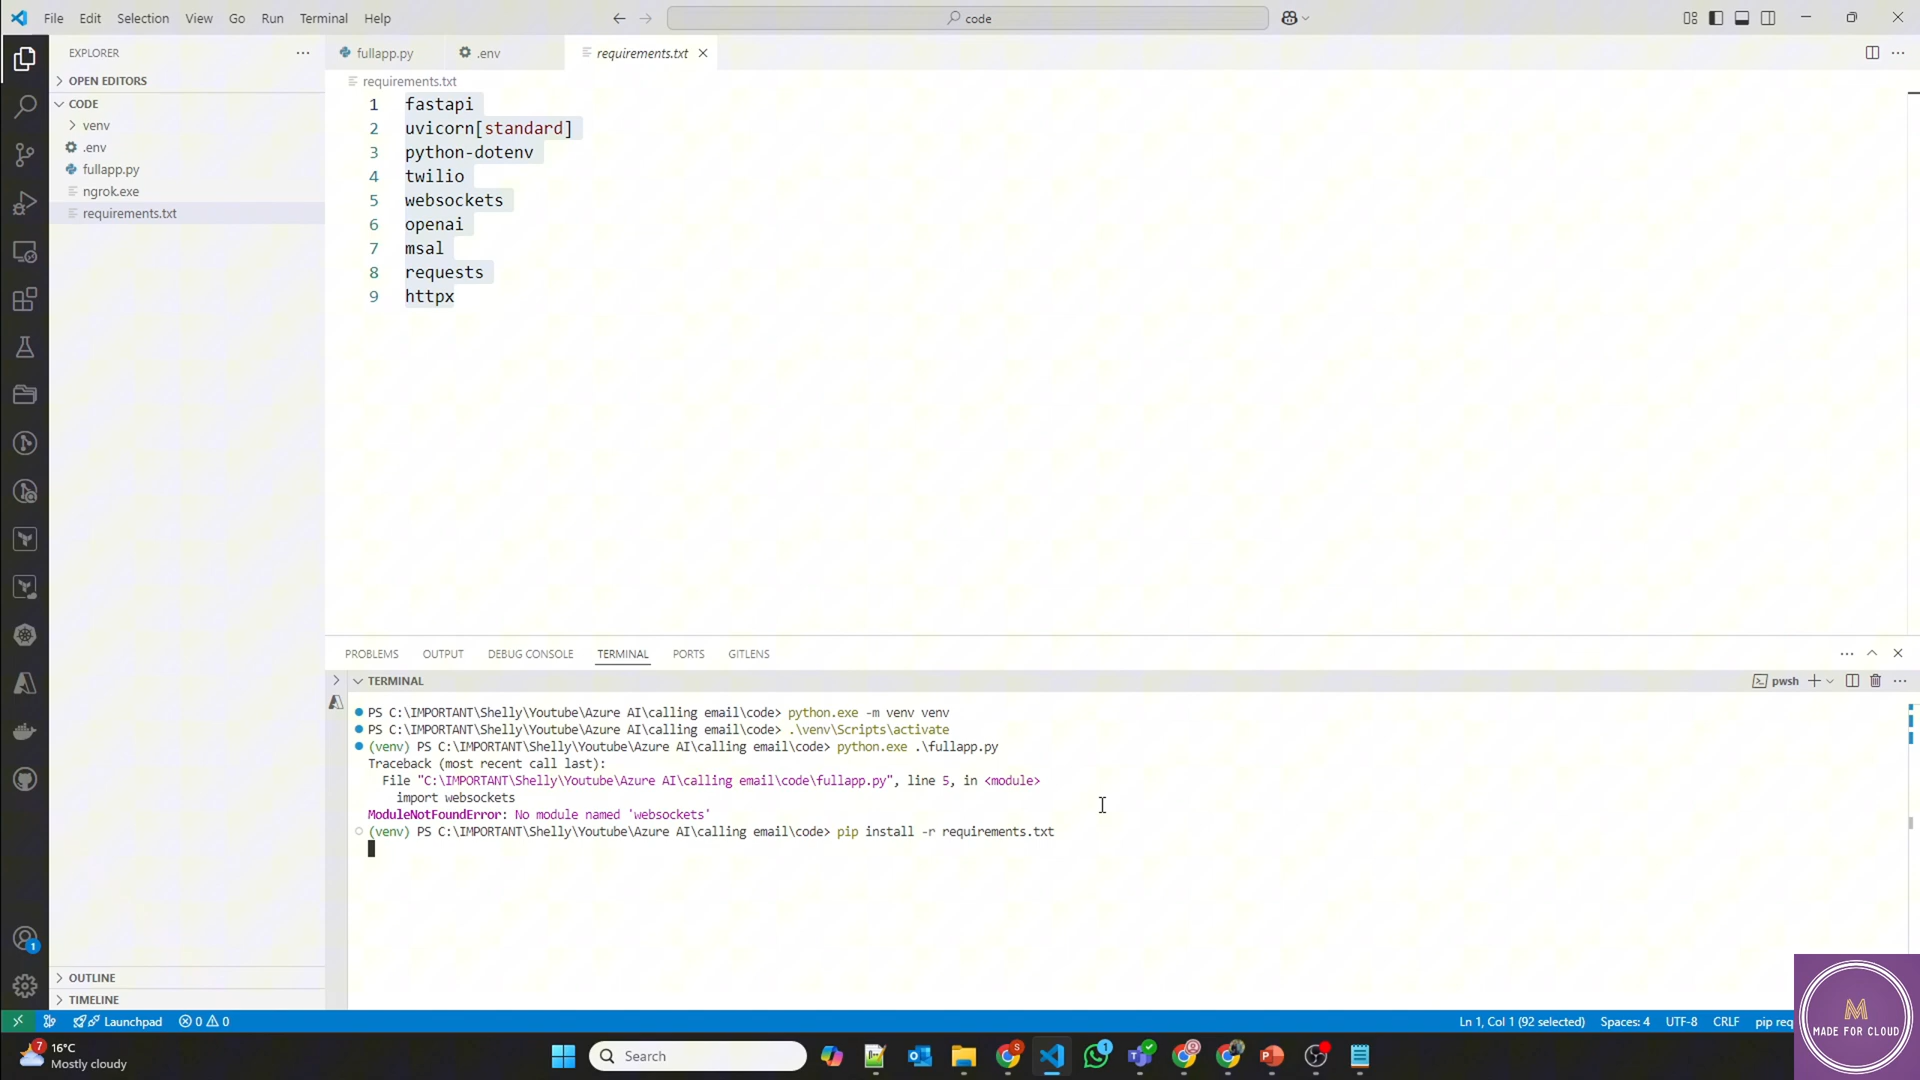 File Edit Selection View Go Run Terminal Help
code
EXPLORER
OPEN EDITORS
CODE
venv
.env
fullapp.py
ngrok.exe
requirements.txt
OUTLINE
TIMELINE
fullapp.py
.env
requirements.txt
requirements.txt
1 fastapi
2 uvicorn[standard]
3 python-dotenv
4 twilio
5 websockets
6 openai
7 msal
8 requests
9 httpx
PROBLEMS OUTPUT DEBUG CONSOLE TERMINAL PORTS GITLENS
TERMINAL
pwsh
PS C:\IMPORTANT\Shelly\Youtube\Azure AI\calling email\code> python.exe -m venv venv
PS C:\IMPORTANT\Shelly\Youtube\Azure AI\calling email\code> .\venv\Scripts\activate
(venv) PS C:\IMPORTANT\Shelly\Youtube\Azure AI\calling email\code> python.exe .\fullapp.py
Traceback (most recent call last):
File "C:\IMPORTANT\Shelly\Youtube\Azure AI\calling email\code\fullapp.py", line 5, in <module>
import websockets
ModuleNotFoundError: No module named 'websockets'
(venv) PS C:\IMPORTANT\Shelly\Youtube\Azure AI\calling email\code> pip install -r requirements.txt
1
Launchpad 0 0
Ln 1, Col 1 (92 selected) Spaces: 4 UTF-8 CRLF pip req
M
MADE FOR CLOUD
7
16°C
Mostly cloudy
Search
S
1